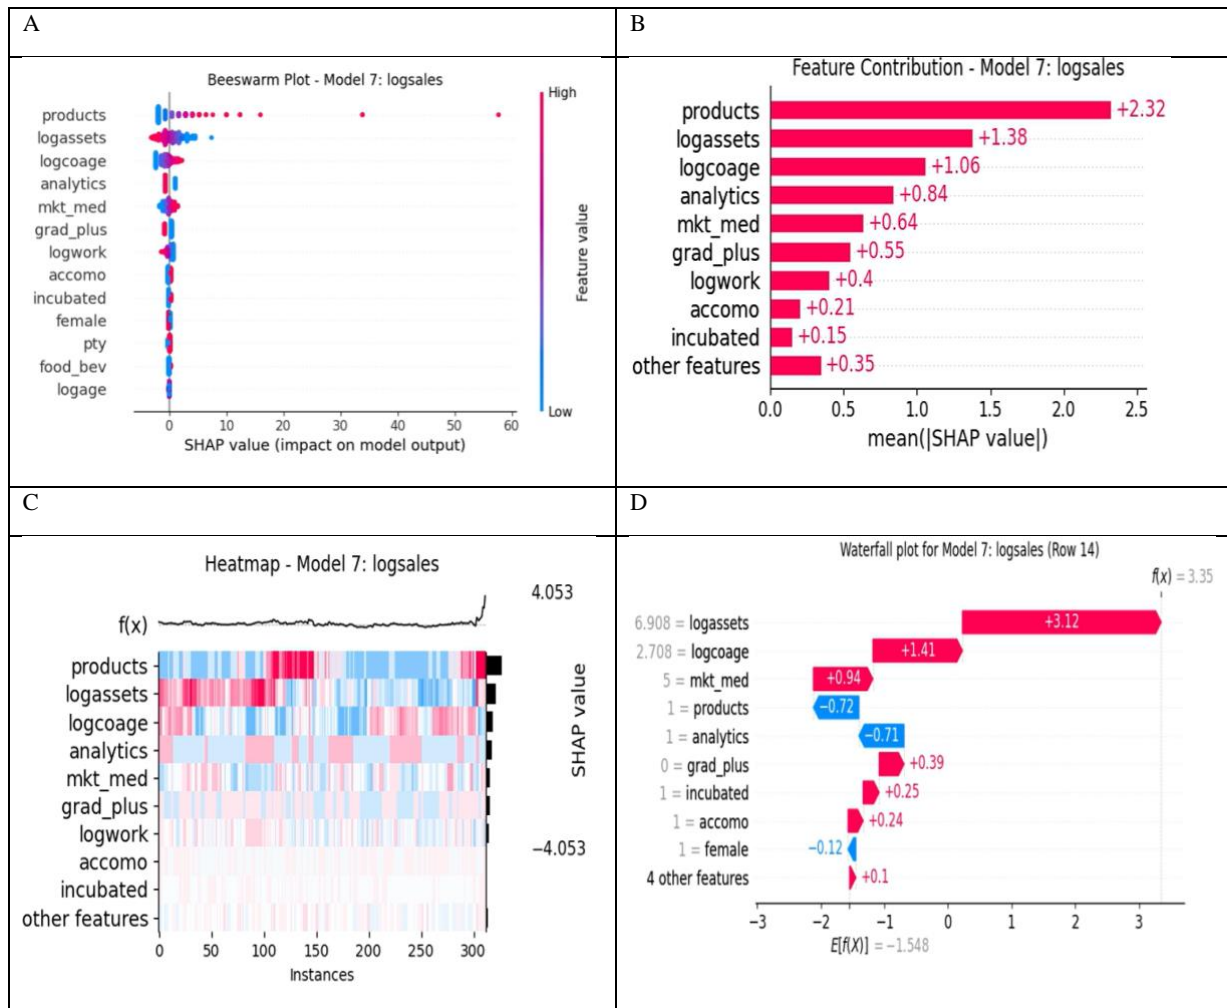 A
Beeswarm Plot - Model 7: logsales
High
products
logassets
logcoage
analytics
mkt_med
grad_plus
logwork
accomo
incubated
female
pty
food_bev
logage
Feature value
Low
0 10 20 30 40 50 60
SHAP value (impact on model output)
B
Feature Contribution - Model 7: logsales
products +2.32
logassets +1.38
logcoage +1.06
analytics +0.84
mkt_med +0.64
grad_plus +0.55
logwork +0.4
accomo +0.21
incubated +0.15
other features +0.35
0.0 0.5 1.0 1.5 2.0 2.5
mean(|SHAP value|)
C
Heatmap - Model 7: logsales
4.053
f(x)
products
logassets
logcoage
analytics
mkt_med
grad_plus
logwork
accomo
incubated
other features
SHAP value
−4.053
0 50 100 150 200 250 300
Instances
D
Waterfall plot for Model 7: logsales (Row 14)
f(x) = 3.35
6.908 = logassets +3.12
2.708 = logcoage +1.41
5 = mkt_med +0.94
1 = products −0.72
1 = analytics −0.71
0 = grad_plus +0.39
1 = incubated +0.25
1 = accomo +0.24
1 = female −0.12
4 other features +0.1
−3 −2 −1 0 1 2 3
E[f(X)] = −1.548